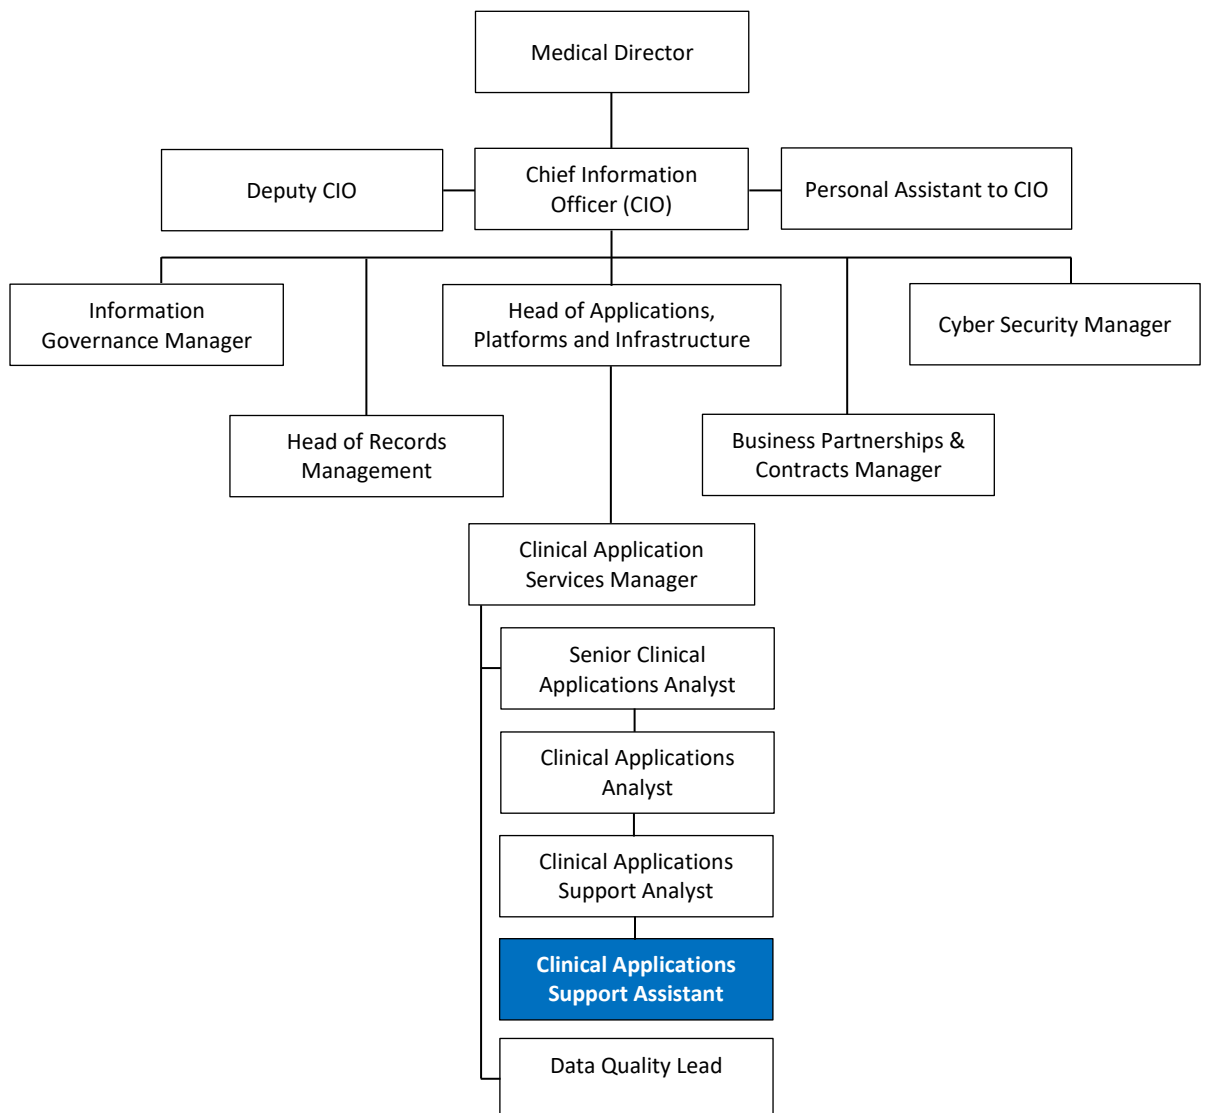 Medical Director
Deputy CIO
Chief Information
Officer (CIO)
Personal Assistant to CIO
Information
Governance Manager
Head of Applications,
Platforms and Infrastructure
Cyber Security Manager
Head of Records
Management
Business Partnerships &
Contracts Manager
Clinical Application
Services Manager
Senior Clinical
Applications Analyst
Clinical Applications
Analyst
Clinical Applications
Support Analyst
Clinical Applications
Support Assistant
Data Quality Lead